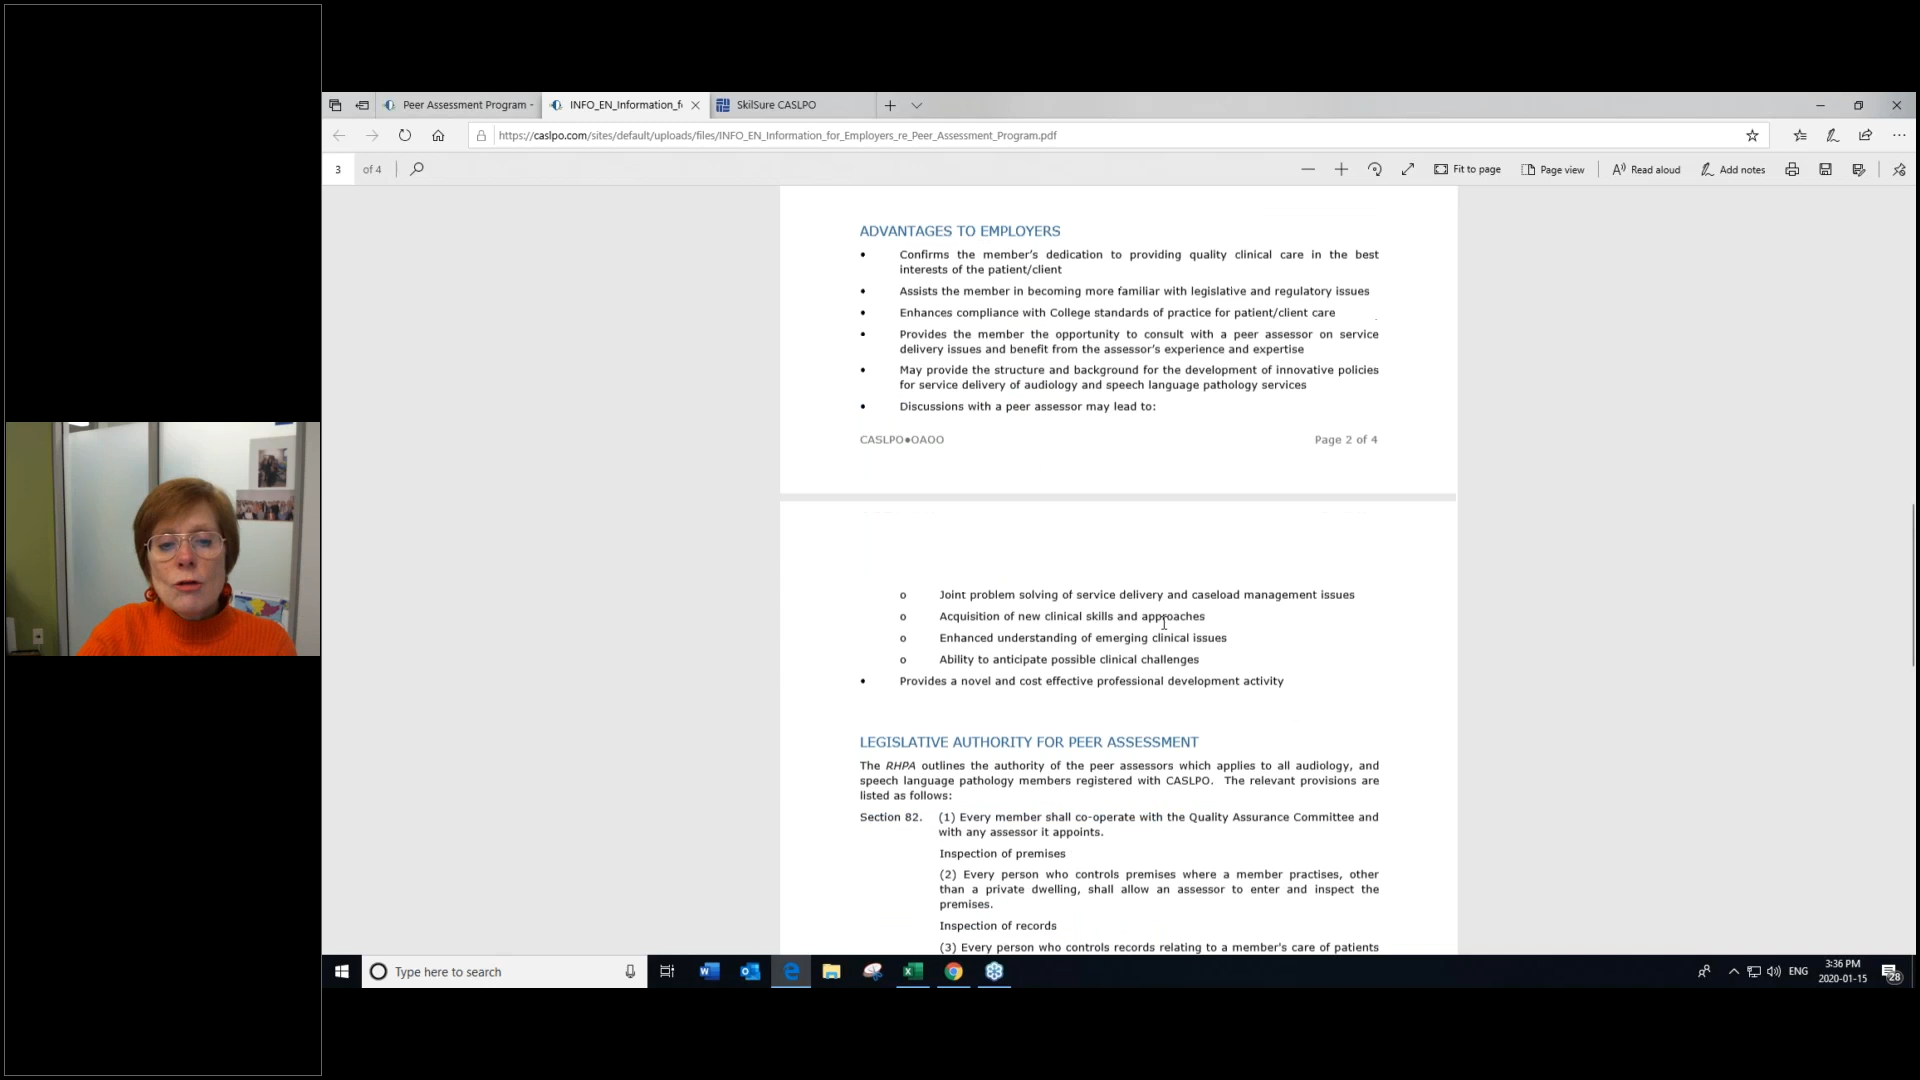 Peer Assessment Program -
INFO_EN_Information_f
SkilSure CASLPO
https://caslpo.com/sites/default/uploads/files/INFO_EN_Information_for_Employers_re_Peer_Assessment_Program.pdf
3 of 4
Fit to page
Page view
Read aloud
Add notes
ADVANTAGES TO EMPLOYERS
• Confirms the member's dedication to providing quality clinical care in the best
interests of the patient/client
• Assists the member in becoming more familiar with legislative and regulatory issues
• Enhances compliance with College standards of practice for patient/client care
• Provides the member the opportunity to consult with a peer assessor on service
delivery issues and benefit from the assessor's experience and expertise
• May provide the structure and background for the development of innovative policies
for service delivery of audiology and speech language pathology services
• Discussions with a peer assessor may lead to:
CASLPO●OAOO
Page 2 of 4
o Joint problem solving of service delivery and caseload management issues
o Acquisition of new clinical skills and approaches
o Enhanced understanding of emerging clinical issues
o Ability to anticipate possible clinical challenges
• Provides a novel and cost effective professional development activity
LEGISLATIVE AUTHORITY FOR PEER ASSESSMENT
The RHPA outlines the authority of the peer assessors which applies to all audiology, and
speech language pathology members registered with CASLPO. The relevant provisions are
listed as follows:
Section 82. (1) Every member shall co-operate with the Quality Assurance Committee and
with any assessor it appoints.
Inspection of premises
(2) Every person who controls premises where a member practises, other
than a private dwelling, shall allow an assessor to enter and inspect the
premises.
Inspection of records
(3) Every person who controls records relating to a member's care of patients
Type here to search
ENG
3:36 PM
2020-01-15
28